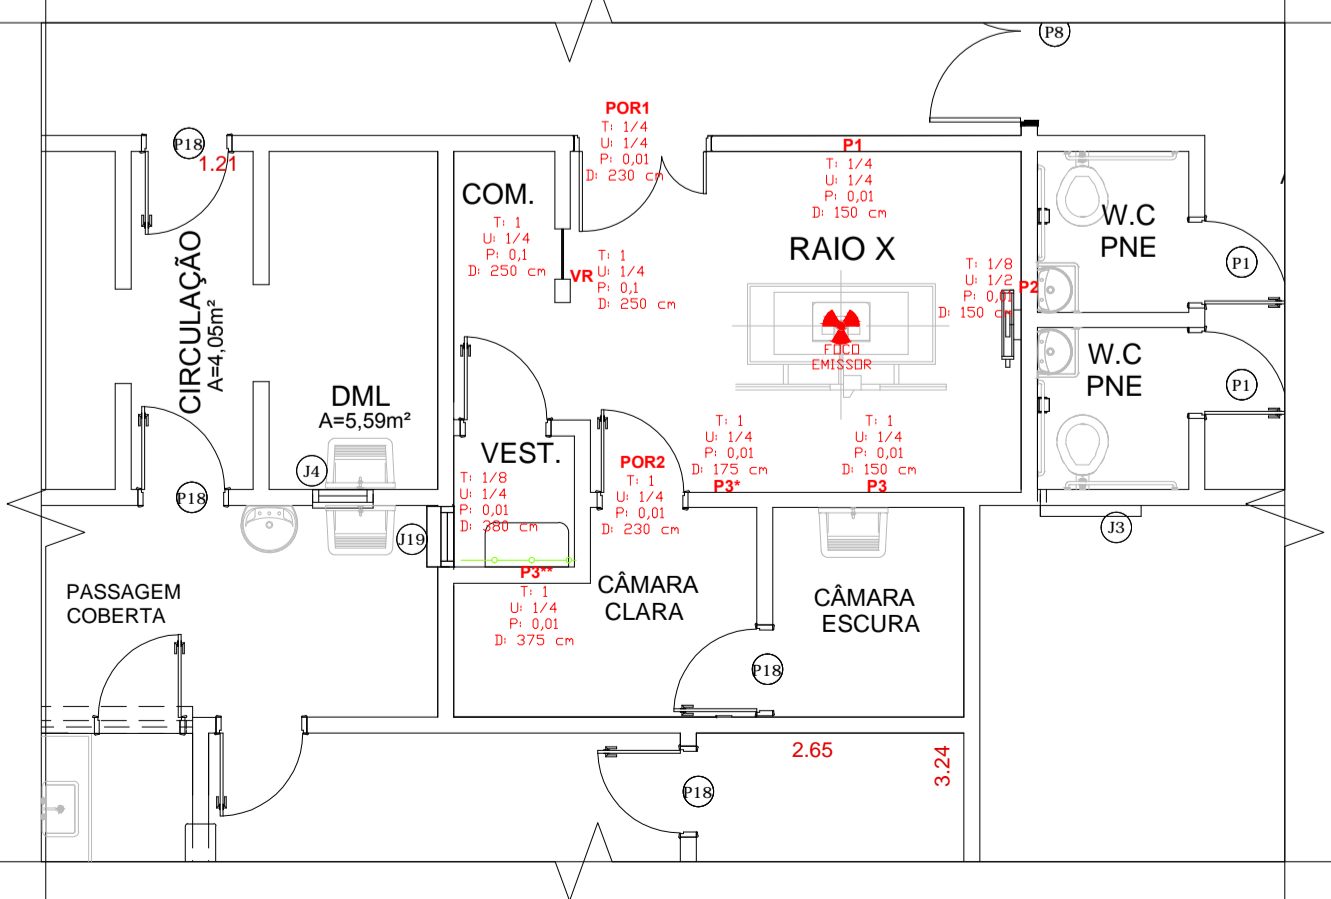 P8
POR1
T: 1/4
U: 1/4
P: 0,01
D: 230 cm
P18
1.21
P1
T: 1/4
U: 1/4
P: 0,01
D: 150 cm
COM.
T: 1
U: 1/4
P: 0,1
D: 250 cm
VR
T: 1
U: 1/4
P: 0,1
D: 250 cm
RAIO X
T: 1/8
U: 1/2
P: 0,01
D: 150 cm
P2
W.C
PNE
P1
CIRCULAÇÃO
A=4,05m²
FOCO
EMISSOR
W.C
PNE
P1
DML
A=5,59m²
J4
P18
VEST.
T: 1/8
U: 1/4
P: 0,01
D: 380 cm
J19
POR2
T: 1
U: 1/4
P: 0,01
D: 230 cm
T: 1
U: 1/4
P: 0,01
D: 175 cm
P3*
T: 1
U: 1/4
P: 0,01
D: 150 cm
P3
J3
P3**
T: 1
U: 1/4
P: 0,01
D: 375 cm
PASSAGEM
COBERTA
CÂMARA
CLARA
CÂMARA
ESCURA
P18
2.65
3.24
P18